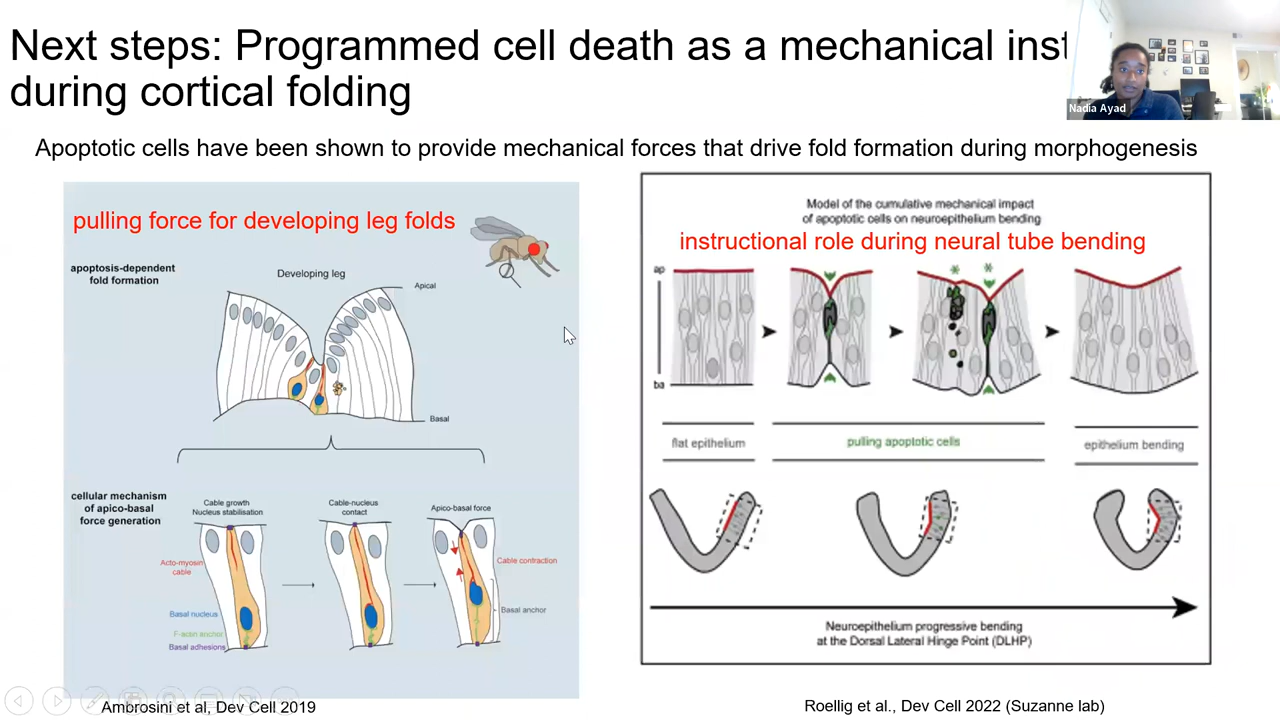 Next steps: Programmed cell death as a mechanical inst
during cortical folding
Nadia Ayad
Apoptotic cells have been shown to provide mechanical forces that drive fold formation during morphogenesis
pulling force for developing leg folds
apoptosis-dependent
fold formation
Developing leg
Apical
Basal
cellular mechanism
of apico-basal
force generation
Cable growth
Nucleus stabilisation
Cable-nucleus
contact
Apico-basal force
Acto-myosin
cable
Cable contraction
Basal nucleus
Basal anchor
F-actin anchor
Basal adhesions
Ambrosini et al, Dev Cell 2019
Model of the cumulative mechanical impact
of apoptotic cells on neuroepithelium bending
instructional role during neural tube bending
ap
ba
flat epithelium
pulling apoptotic cells
epithelium bending
Neuroepithelium progressive bending
at the Dorsal Lateral Hinge Point (DLHP)
Roellig et al., Dev Cell 2022 (Suzanne lab)